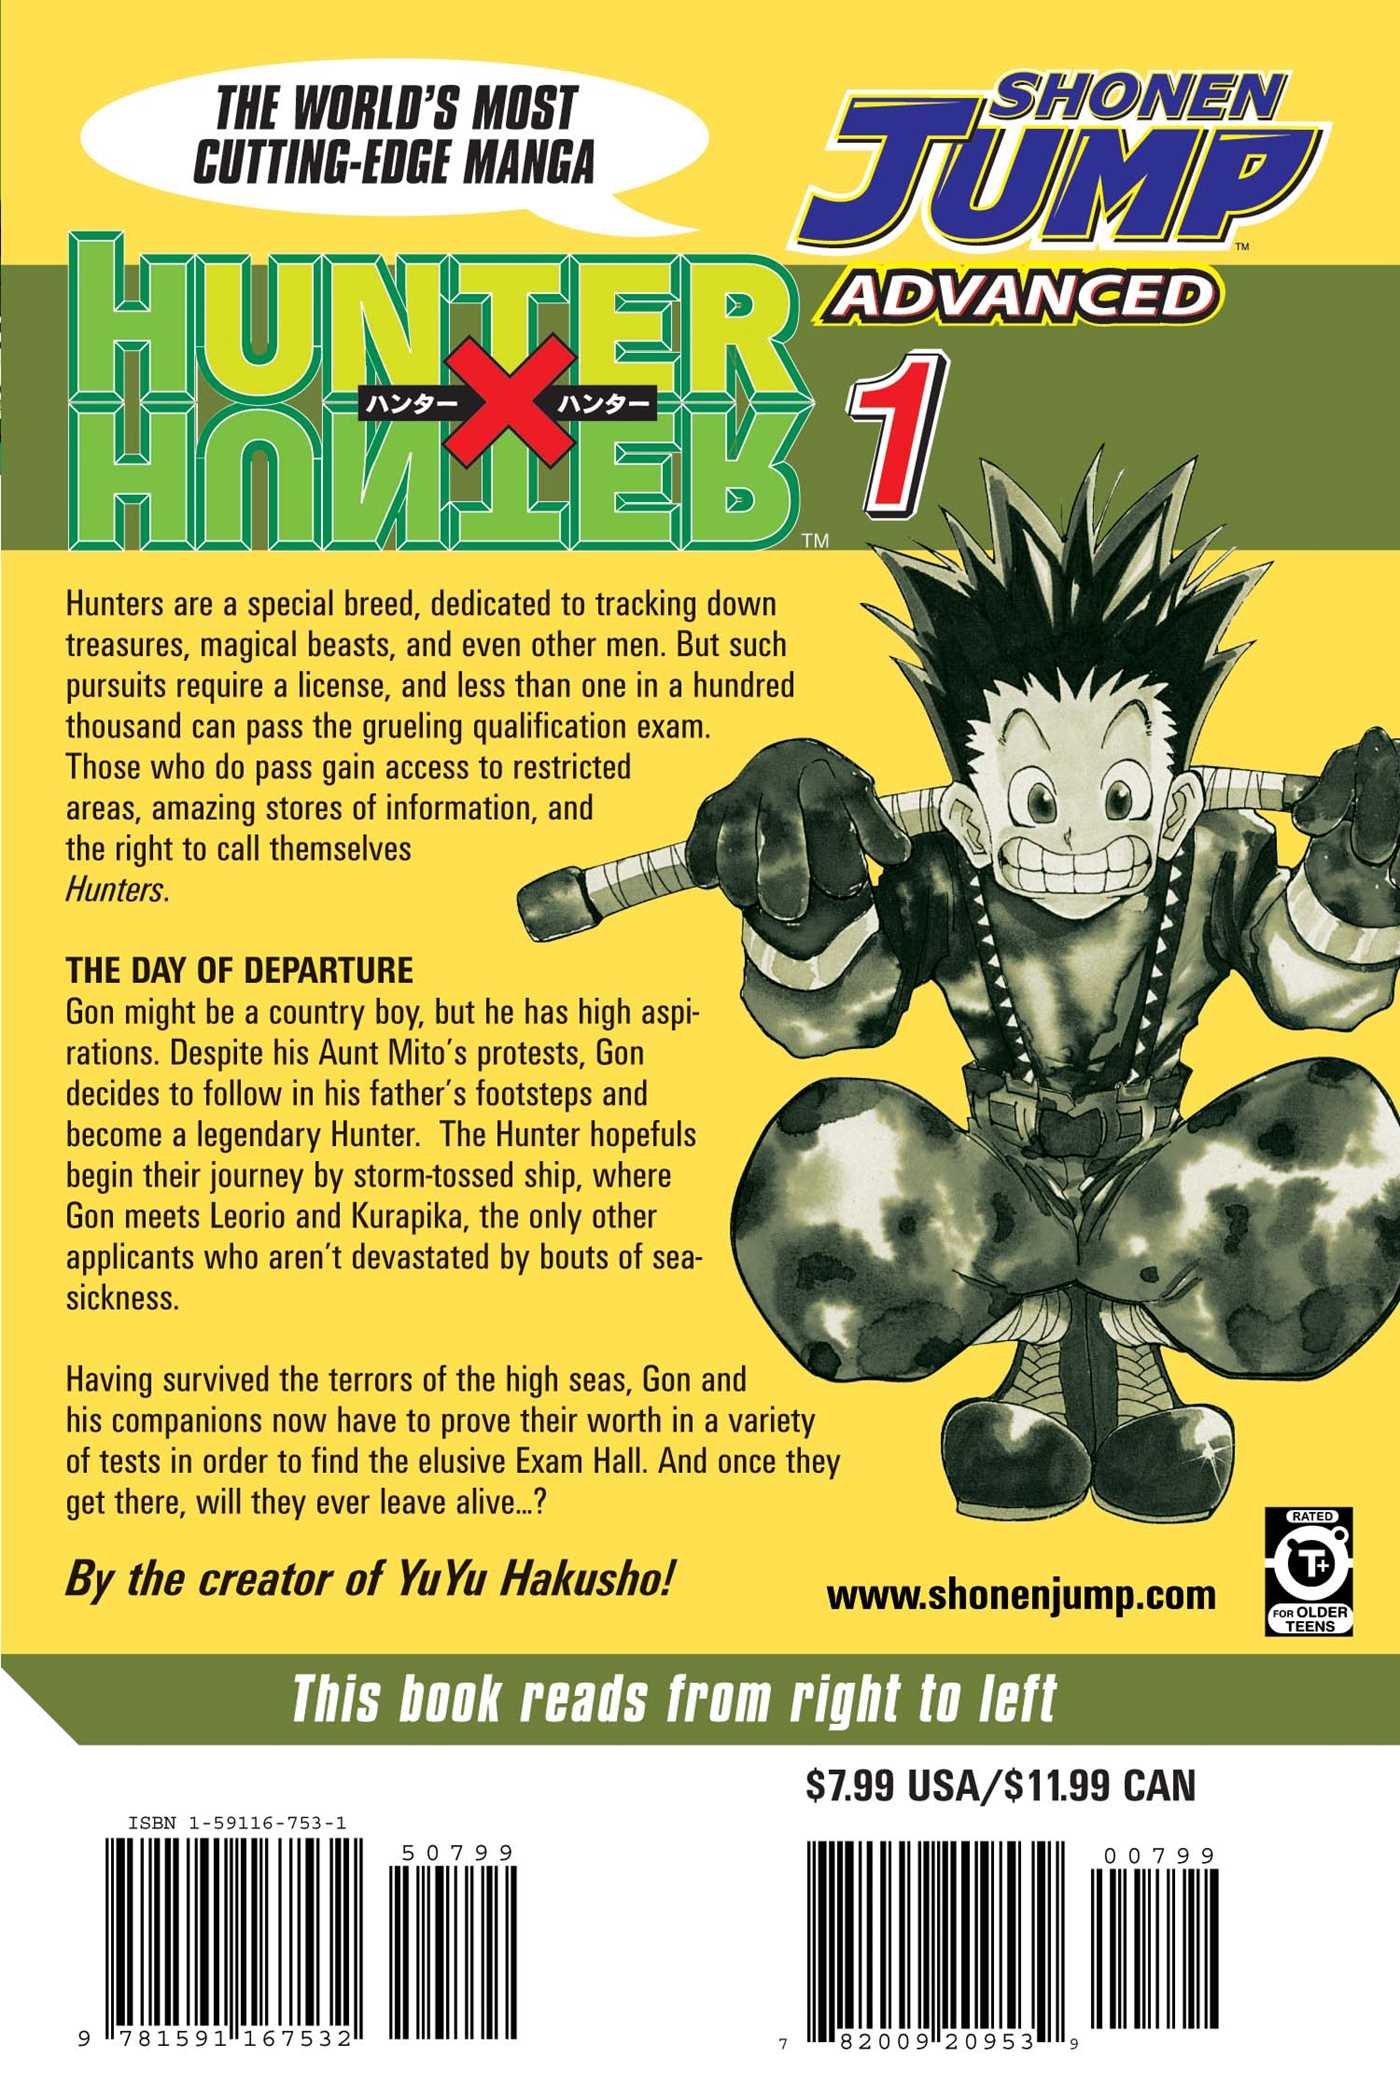 THE WORLD'S MOST
CUTTING-EDGE MANGA
SHONEN
JUMP
™
ADVANCED
HUNTER
ハンター × ハンター
HUNTER
™
1
Hunters are a special breed, dedicated to tracking down
treasures, magical beasts, and even other men. But such
pursuits require a license, and less than one in a hundred
thousand can pass the grueling qualification exam.
Those who do pass gain access to restricted
areas, amazing stores of information, and
the right to call themselves
Hunters.
THE DAY OF DEPARTURE
Gon might be a country boy, but he has high aspi-
rations. Despite his Aunt Mito's protests, Gon
decides to follow in his father's footsteps and
become a legendary Hunter.  The Hunter hopefuls
begin their journey by storm-tossed ship, where
Gon meets Leorio and Kurapika, the only other
applicants who aren't devastated by bouts of sea-
sickness.
Having survived the terrors of the high seas, Gon and
his companions now have to prove their worth in a variety
of tests in order to find the elusive Exam Hall. And once they
get there, will they ever leave alive...?
By the creator of YuYu Hakusho!
www.shonenjump.com
RATED
T+
FOR OLDER
TEENS
This book reads from right to left
$7.99 USA/$11.99 CAN
ISBN 1-59116-753-1
50799
9 781591 167532
00799
7 82009 20953 9